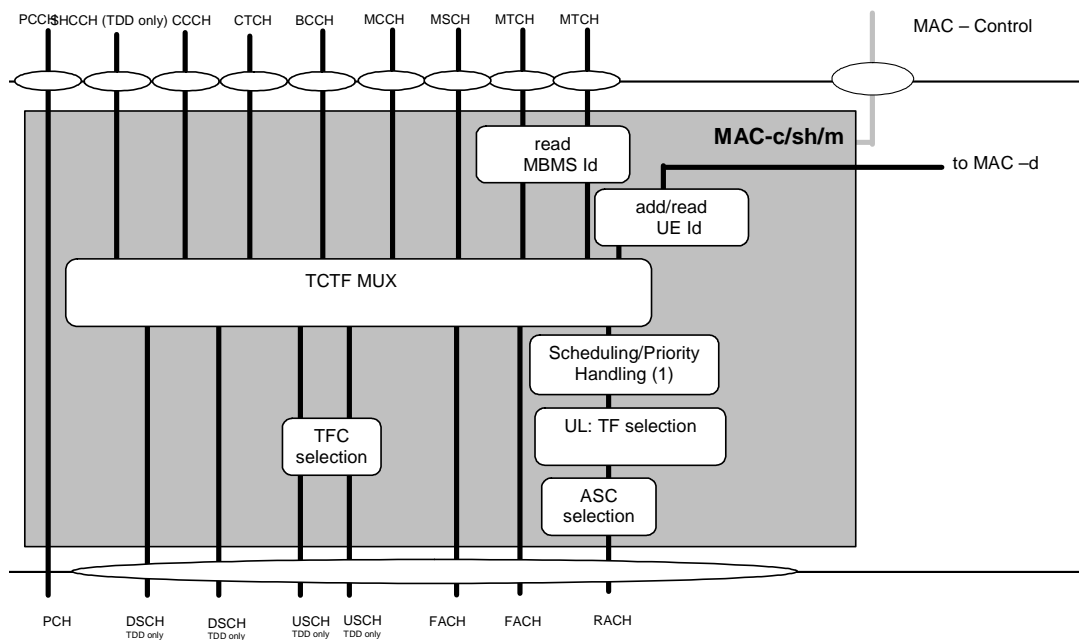 PCCH SHCCH (TDD only) CCCH CTCH BCCH MCCH MSCH MTCH MTCH
MAC – Control
MAC-c/sh/m
read
MBMS Id
to MAC –d
add/read
UE Id
TCTF MUX
Scheduling/Priority
Handling (1)
UL: TF selection
TFC
selection
ASC
selection
PCH DSCH DSCH USCH USCH FACH FACH RACH
TDD only TDD only TDD only TDD only